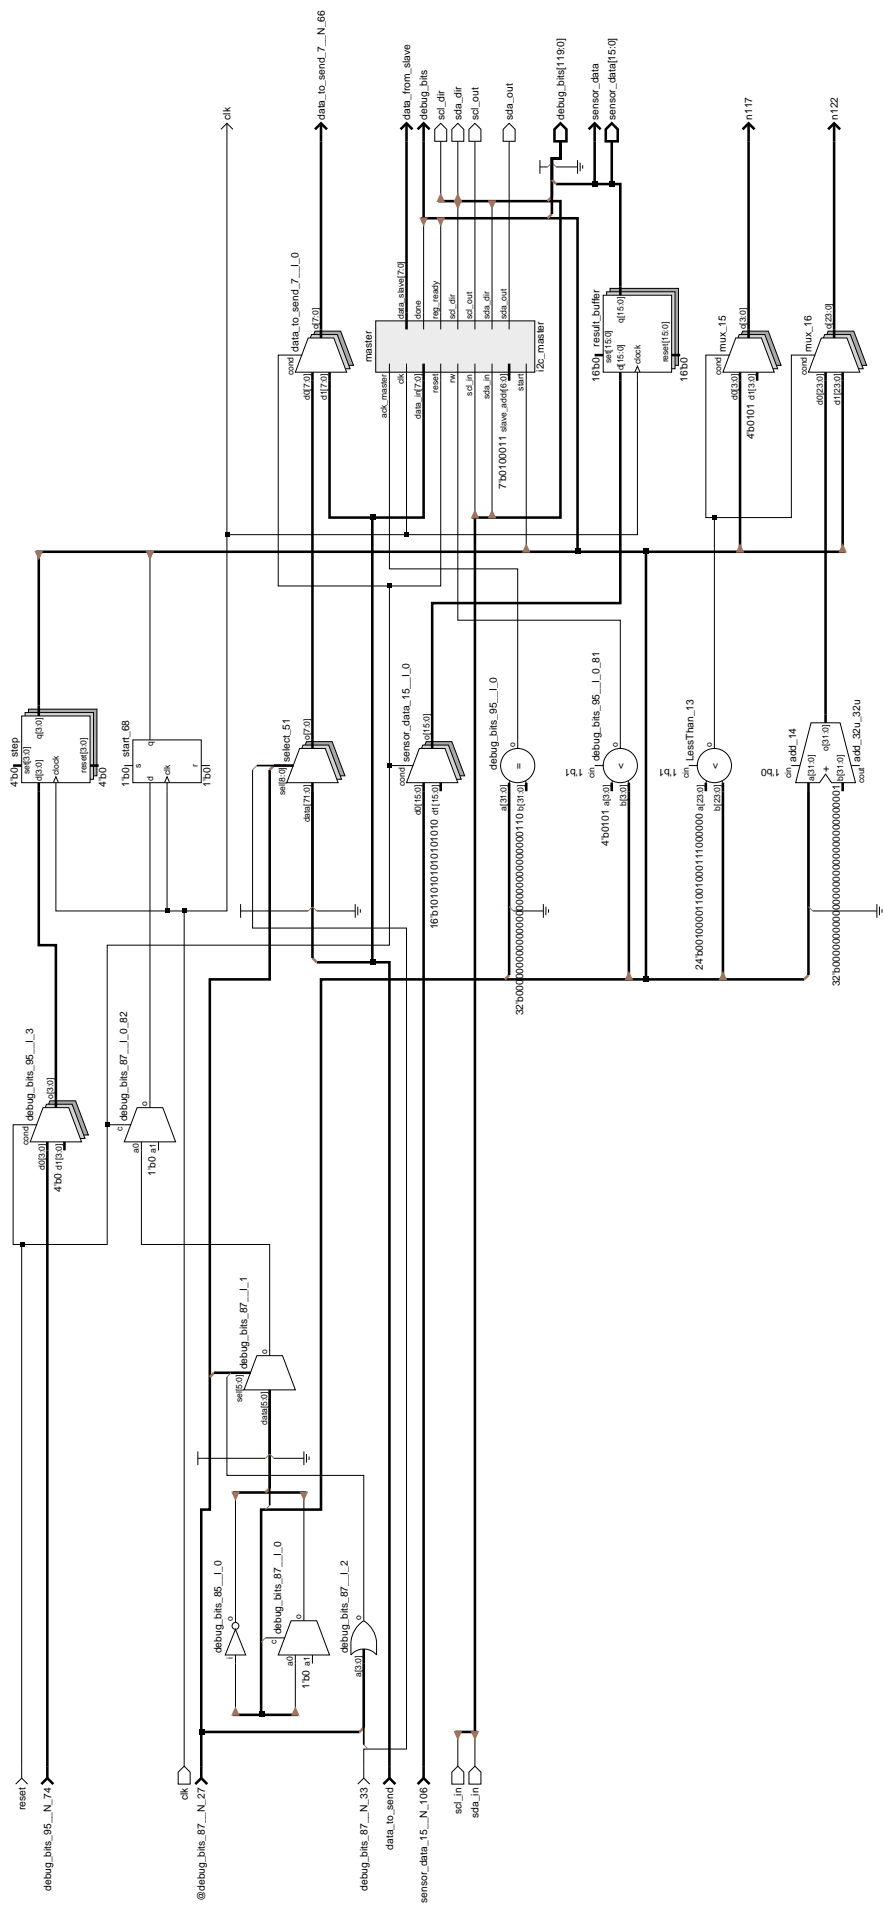 clk
data_to_send_7__N_66
data_from_slave
debug_bits
scl_dir
sda_dir
scl_out
sda_out
debug_bits[119:0]
sensor_data
sensor_data[15:0]
n117
n122
data_to_send_7__I_0
cond
d0[7:0]
d1[7:0]
o[7:0]
master
ack_master
clk
data_in[7:0]
reset
rw
scl_in
sda_in
7'b0100011 slave_addr[6:0]
start
data_slave[7:0]
done
reg_ready
scl_dir
scl_out
sda_dir
sda_out
i2c_master
16'b0 result_buffer
set[15:0]
d[15:0]
q[15:0]
clock
reset[15:0]
16'b0
mux_15
cond
d0[3:0]
4'b0101 d1[3:0]
o[3:0]
mux_16
cond
d0[23:0]
d1[23:0]
o[23:0]
4'b0 step
set[3:0]
d[3:0]
q[3:0]
clock
reset[3:0]
4'b0
1'b0 start_68
s
d
q
clk
r
1'b0
select_51
sel[8:0]
data[71:0]
o[7:0]
sensor_data_15__I_0
cond
d0[15:0]
16'b1010101010101010 d1[15:0]
o[15:0]
debug_bits_95__I_0
a[31:0]
32'b00000000000000000000000000000110 b[31:0]
=
o
debug_bits_95__I_0_81
1'b1 cin
4'b0101 a[3:0]
b[3:0]
<
o
LessThan_13
1'b1 cin
24'b001000011001000111000000 a[23:0]
b[23:0]
<
o
add_14
1'b0 cin
a[31:0]
32'b00000000000000000000000000000001 b[31:0]
+
o[31:0]
cout
add_32u_32u
debug_bits_95__I_3
cond
d0[3:0]
4'b0 d1[3:0]
o[3:0]
debug_bits_87__I_0_82
c
a0
1'b0 a1
o
debug_bits_87__I_1
sel[5:0]
data[5:0]
o
debug_bits_85__I_0
i
o
debug_bits_87__I_0
c
a0
1'b0 a1
o
debug_bits_87__I_2
a[3:0]
o
reset
debug_bits_95__N_74
clk
@debug_bits_87__N_27
debug_bits_87__N_33
data_to_send
sensor_data_15__N_106
scl_in
sda_in